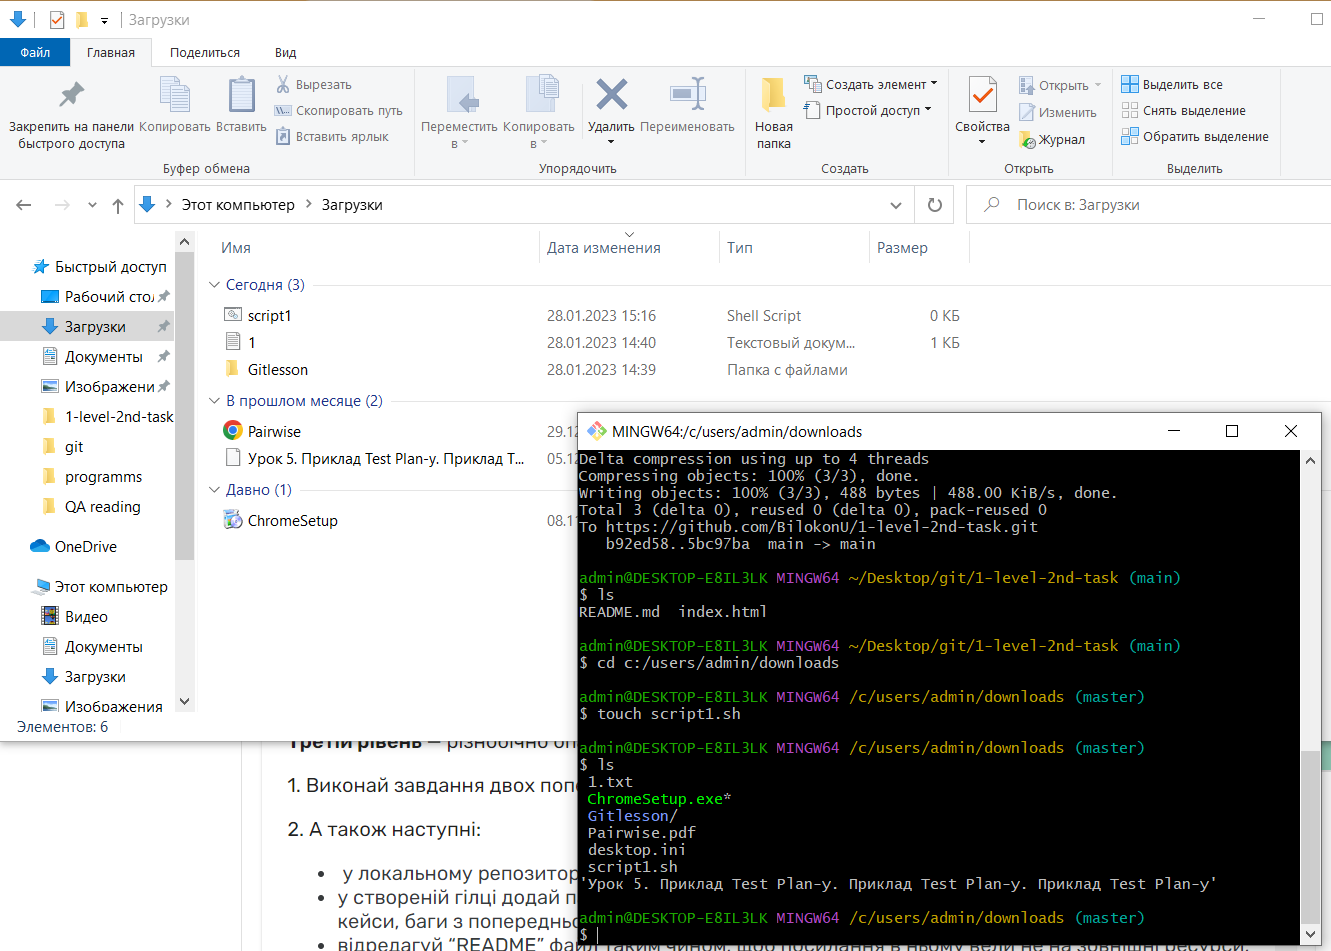 Загрузки
Файл Главная Поделиться Вид
Закрепить на панели быстрого доступа
Копировать
Вставить
Вырезать
Скопировать путь
Вставить ярлык
Буфер обмена
Переместить в
Копировать в
Удалить
Переименовать
Упорядочить
Новая папка
Создать элемент
Простой доступ
Создать
Свойства
Открыть
Изменить
Журнал
Открыть
Выделить все
Снять выделение
Обратить выделение
Выделить
Этот компьютер > Загрузки
Поиск в: Загрузки
Быстрый доступ
Рабочий стол
Загрузки
Документы
Изображени
1-level-2nd-task
git
programms
QA reading
OneDrive
Этот компьютер
Видео
Документы
Загрузки
Изображения
Элементов: 6
Имя Дата изменения Тип Размер
Сегодня (3)
script1 28.01.2023 15:16 Shell Script 0 КБ
1 28.01.2023 14:40 Текстовый докум... 1 КБ
Gitlesson 28.01.2023 14:39 Папка с файлами
В прошлом месяце (2)
Pairwise 29.12
Урок 5. Приклад Test Plan-у. Приклад T... 05.12
Давно (1)
ChromeSetup 08.1
MINGW64:/c/users/admin/downloads
Delta compression using up to 4 threads
Compressing objects: 100% (3/3), done.
Writing objects: 100% (3/3), 488 bytes | 488.00 KiB/s, done.
Total 3 (delta 0), reused 0 (delta 0), pack-reused 0
To https://github.com/BilokonU/1-level-2nd-task.git
b92ed58..5bc97ba main -> main
admin@DESKTOP-E8IL3LK MINGW64 ~/Desktop/git/1-level-2nd-task (main)
$ ls
README.md index.html
admin@DESKTOP-E8IL3LK MINGW64 ~/Desktop/git/1-level-2nd-task (main)
$ cd c:/users/admin/downloads
admin@DESKTOP-E8IL3LK MINGW64 /c/users/admin/downloads (master)
$ touch script1.sh
admin@DESKTOP-E8IL3LK MINGW64 /c/users/admin/downloads (master)
$ ls
1.txt
ChromeSetup.exe*
Gitlesson/
Pairwise.pdf
desktop.ini
script1.sh
'Урок 5. Приклад Test Plan-у. Приклад Test Plan-у. Приклад Test Plan-у'
admin@DESKTOP-E8IL3LK MINGW64 /c/users/admin/downloads (master)
$
Третій рівень —
1. Виконай завдання двох поп
2. А також наступні:
• у локальному репозитор
• у створеній гілці додай п
кейси, баги з попередньо
• відредагуй “README” файл таким чином, щоб посилання в ньому вели не на зовнішні ресурси.